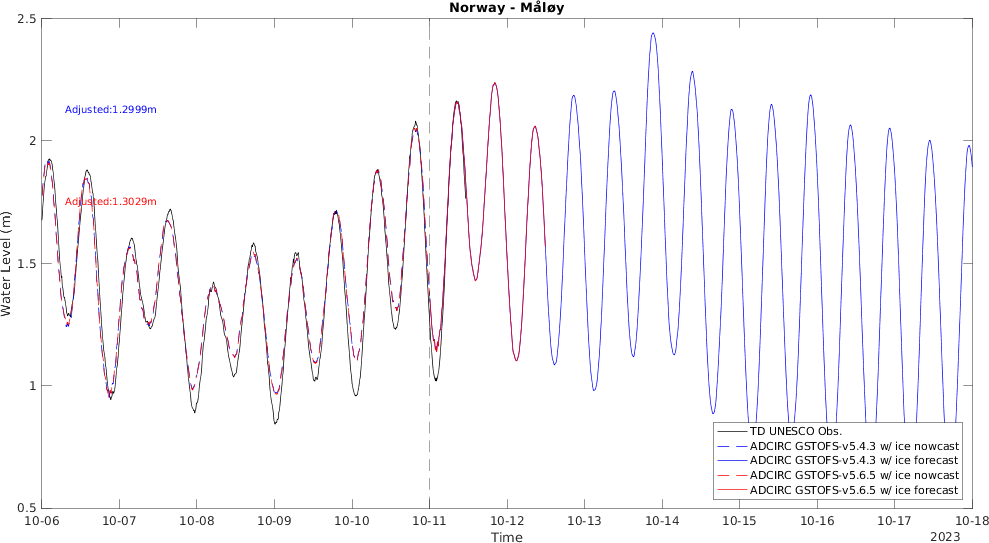 Norway - Måløy
2.5
2
1.5
1
0.5
Water Level (m)
Adjusted:1.2999m
Adjusted:1.3029m
TD UNESCO Obs.
ADCIRC GSTOFS-v5.4.3 w/ ice nowcast
ADCIRC GSTOFS-v5.4.3 w/ ice forecast
ADCIRC GSTOFS-v5.6.5 w/ ice nowcast
ADCIRC GSTOFS-v5.6.5 w/ ice forecast
10-06 10-07 10-08 10-09 10-10 10-11 10-12 10-13 10-14 10-15 10-16 10-17 10-18
Time
2023